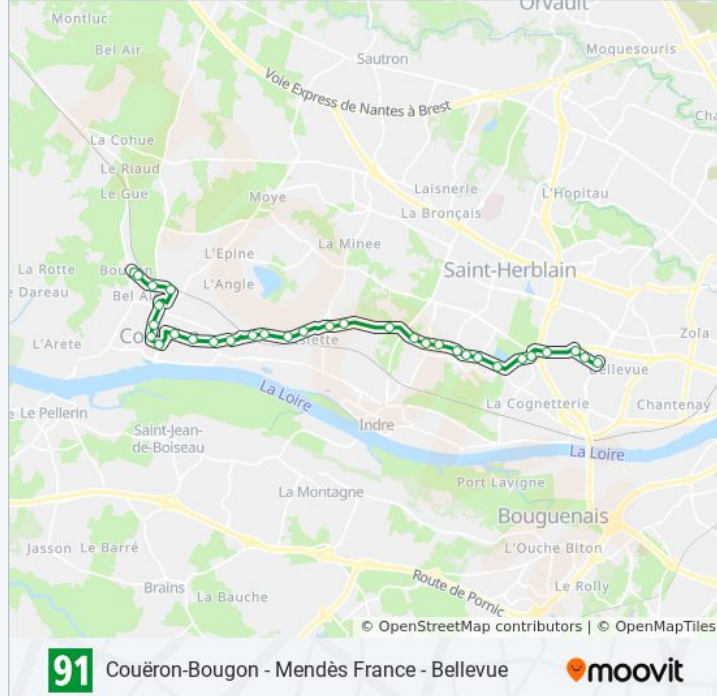 Orvault
Montluc
Bel Air
Sautron
Moquesouris
Voie Express de Nantes à Brest
Cha
La Cohue
Le Riaud
Le Gue
Moye
Laisnerie
L'Hopitau
La Bronçais
L'Epine
La Minee
La Rotte
Saint-Herblain
L'Angle
e Dareau
Bel Ai
Zola
L'Arete
Bellevue
La Loire
La Cognetterie
Chantenay
Le Pellerin
Indre
Saint-Jean-
de-Boiseau
La Loire
Port Lavigne
La Montagne
Bouguenais
Jasson
Le Barré
L'Ouche Biton
Brains
La Bauche
Route de Pornic
Le Rolly
© OpenStreetMap contributors | © OpenMapTiles
91 Couëron-Bougon - Mendès France - Bellevue
moovit